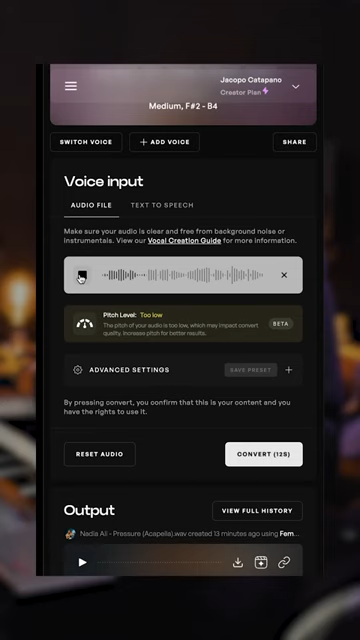 Jacopo Catapano
Creator Plan
Medium, F#2 - B4
SWITCH VOICE
+ ADD VOICE
SHARE
Voice input
AUDIO FILE
TEXT TO SPEECH
Make sure your audio is clear and free from background noise or
instrumentals. View our Vocal Creation Guide for more information.
Pitch Level: Too low
The pitch of your audio is too low, which may impact convert
quality. Increase pitch for better results.
BETA
ADVANCED SETTINGS
SAVE PRESET
By pressing convert, you confirm that this is your content and you
have the rights to use it.
RESET AUDIO
CONVERT (12S)
Output
VIEW FULL HISTORY
Nadia Ali - Pressure (Acapella).wav created 13 minutes ago using Fem...